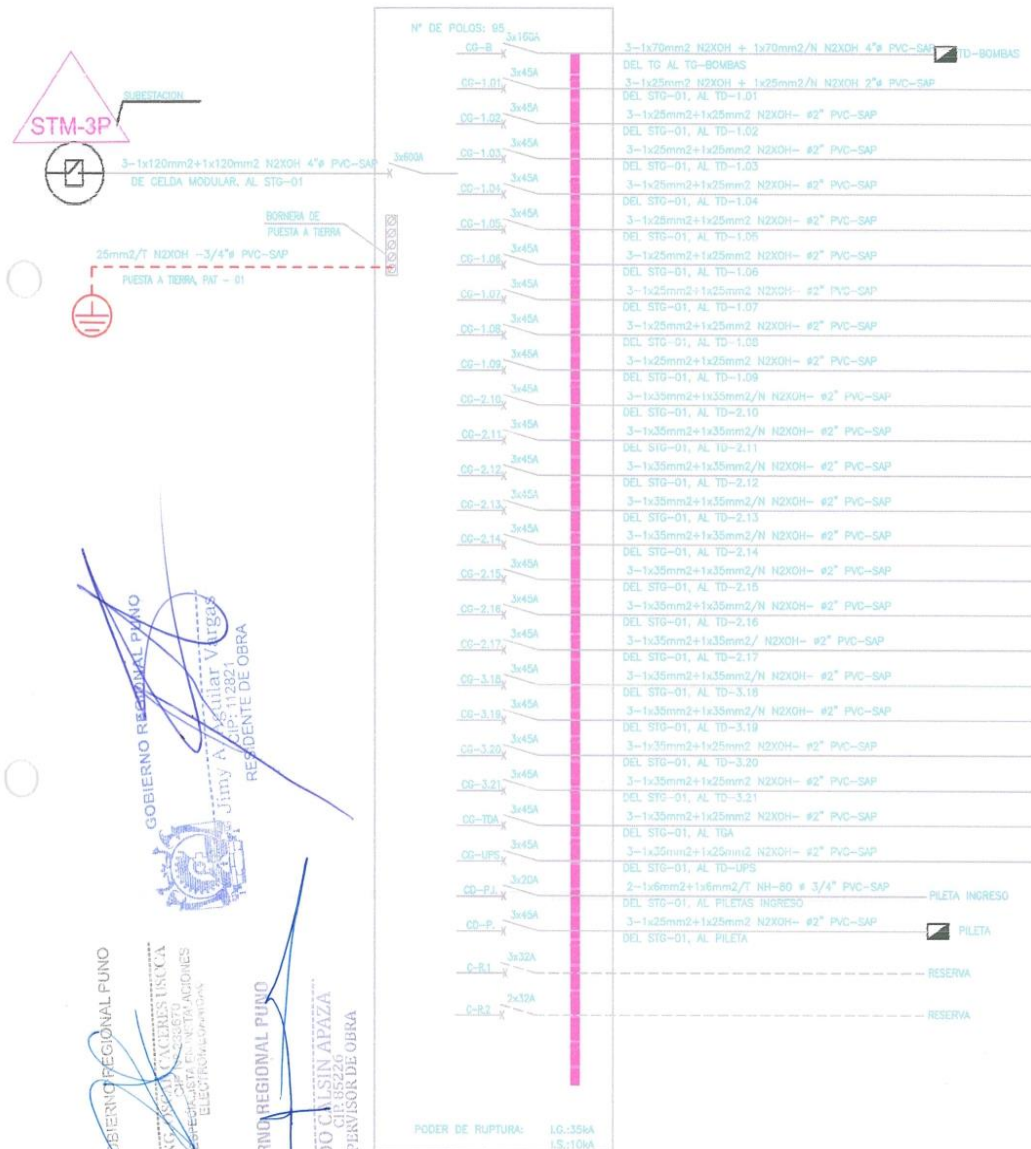 N° DE POLOS: 95
SUBESTACION
STM-3P
3-1x120mm2+1x120mm2 N2XOH 4"ø PVC-SAP
3x600A
DE CELDA MODULAR, AL STG-01
BORNERA DE
PUESTA A TIERRA
25mm2/T N2XOH -3/4"ø PVC-SAP
PUESTA A TIERRA, PAT - 01
CG-B 3x160A 3-1x70mm2 N2XOH + 1x70mm2/N N2XOH 4"ø PVC-SAP TD-BOMBAS
DEL TG AL TG-BOMBAS
CG-1.01 3x45A 3-1x25mm2 N2XOH + 1x25mm2/N N2XOH 2"ø PVC-SAP
DEL STG-01, AL TD-1.01
CG-1.02 3x45A 3-1x25mm2+1x25mm2 N2XOH- ø2" PVC-SAP
DEL STG-01, AL TD-1.02
CG-1.03 3x45A 3-1x25mm2+1x25mm2 N2XOH- ø2" PVC-SAP
DEL STG-01, AL TD-1.03
CG-1.04 3x45A 3-1x25mm2+1x25mm2 N2XOH- ø2" PVC-SAP
DEL STG-01, AL TD-1.04
CG-1.05 3x45A 3-1x25mm2+1x25mm2 N2XOH- ø2" PVC-SAP
DEL STG-01, AL TD-1.05
CG-1.06 3x45A 3-1x25mm2+1x25mm2 N2XOH- ø2" PVC-SAP
DEL STG-01, AL TD-1.06
CG-1.07 3x45A 3-1x25mm2+1x25mm2 N2XOH- ø2" PVC-SAP
DEL STG-01, AL TD-1.07
CG-1.08 3x45A 3-1x25mm2+1x25mm2 N2XOH- ø2" PVC-SAP
DEL STG-01, AL TD-1.08
CG-1.09 3x45A 3-1x25mm2+1x25mm2 N2XOH- ø2" PVC-SAP
DEL STG-01, AL TD-1.09
CG-2.10 3x45A 3-1x35mm2+1x35mm2/N N2XOH- ø2" PVC-SAP
DEL STG-01, AL TD-2.10
CG-2.11 3x45A 3-1x35mm2+1x35mm2/N N2XOH- ø2" PVC-SAP
DEL STG-01, AL TD-2.11
CG-2.12 3x45A 3-1x35mm2+1x35mm2/N N2XOH- ø2" PVC-SAP
DEL STG-01, AL TD-2.12
CG-2.13 3x45A 3-1x35mm2+1x35mm2/N N2XOH- ø2" PVC-SAP
DEL STG-01, AL TD-2.13
CG-2.14 3x45A 3-1x35mm2+1x35mm2/N N2XOH- ø2" PVC-SAP
DEL STG-01, AL TD-2.14
CG-2.15 3x45A 3-1x35mm2+1x35mm2/N N2XOH- ø2" PVC-SAP
DEL STG-01, AL TD-2.15
CG-2.16 3x45A 3-1x35mm2+1x35mm2/N N2XOH- ø2" PVC-SAP
DEL STG-01, AL TD-2.16
CG-2.17 3x45A 3-1x35mm2+1x35mm2/ N2XOH- ø2" PVC-SAP
DEL STG-01, AL TD-2.17
CG-3.18 3x45A 3-1x35mm2+1x35mm2/N N2XOH- ø2" PVC-SAP
DEL STG-01, AL TD-3.18
CG-3.19 3x45A 3-1x35mm2+1x35mm2/N N2XOH- ø2" PVC-SAP
DEL STG-01, AL TD-3.19
CG-3.20 3x45A 3-1x35mm2+1x25mm2 N2XOH- ø2" PVC-SAP
DEL STG-01, AL TD-3.20
CG-3.21 3x45A 3-1x35mm2+1x25mm2 N2XOH- ø2" PVC-SAP
DEL STG-01, AL TD-3.21
CG-TDA 3x45A 3-1x35mm2+1x25mm2 N2XOH- ø2" PVC-SAP
DEL STG-01, AL TGA
CG-UPS 3x45A 3-1x35mm2+1x25mm2 N2XOH- ø2" PVC-SAP
DEL STG-01, AL TD-UPS
CD-P.I. 3x20A 2-1x6mm2+1x6mm2/T NH-80 ø 3/4" PVC-SAP PILETA INGRESO
DEL STG-01, AL PILETAS INGRESO
CD-P. 3x45A 3-1x25mm2+1x25mm2 N2XOH- ø2" PVC-SAP PILETA
DEL STG-01, AL PILETA
C-R.1 3x32A RESERVA
C-R.2 2x32A RESERVA
PODER DE RUPTURA: I.G.:35kA
I.S.:10kA
GOBIERNO REGIONAL PUNO
Jimy A. Aguilar Vargas
CIP: 112821
RESIDENTE DE OBRA
OBIERNO REGIONAL PUNO
CACERES USCCA
ESPECIALISTA EN INSTALACIONES
RNO REGIONAL PUNO
DO CALSIN APAZA
CIP. 85226
PERVISOR DE OBRA